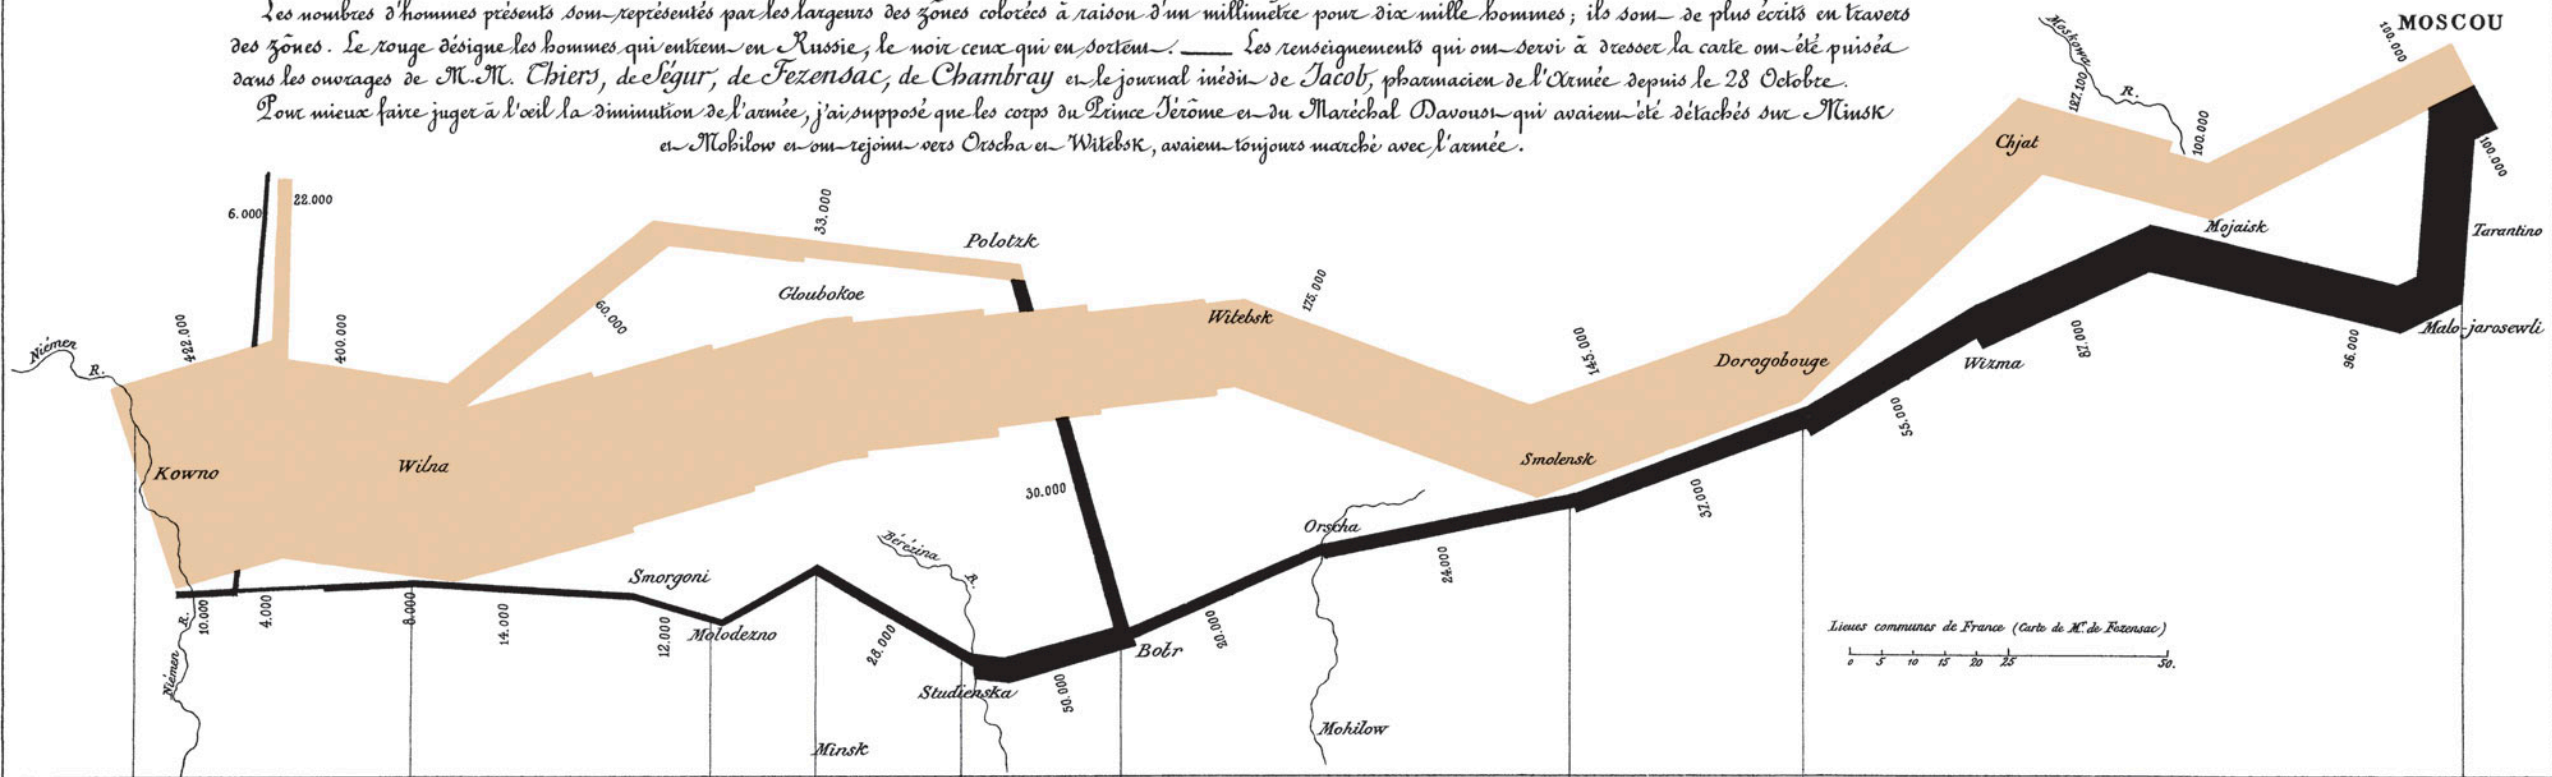 Les nombres d'hommes présents sont représentés par les largeurs des zônes colorées à raison d'un millimètre pour dix mille hommes; ils sont de plus écrits en travers
des zônes. Le rouge désigne les hommes qui entrent en Russie, le noir ceux qui en sortent. — Les renseignements qui ont servi à dresser la carte ont été puisés
dans les ouvrages de M.M. Thiers, de Ségur, de Fezensac, de Chambray et le journal inédit de Jacob, pharmacien de l'Armée depuis le 28 Octobre.
Pour mieux faire juger à l'œil la diminution de l'armée, j'ai supposé que les corps du Prince Jérôme et du Maréchal Davoust qui avaient été détachés sur Minsk
et Mohilow et ont rejoint vers Orscha et Witebsk, avaient toujours marché avec l'armée.
MOSCOU
100.000
Moskowa
R.
127.100
100.000
Chjat
100.000
6.000
22.000
33.000
Polotzk
Mojaisk
Tarantino
Gloubokoe
60.000
175.000
Witebsk
422.000
400.000
Niémen
R.
145.000
Dorogobouge
Wixma
87.000
96.000
Malo-jarosewli
55.000
Kowno
Wilna
Smolensk
30.000
37.000
Orscha
Bérézina
R.
24.000
Smorgoni
10.000
R.
4.000
8.000
14.000
12.000
Molodezno
28.000
20.000
Bobr
Lieues communes de France (Carte de Mr. de Fezensac)
0 5 10 15 20 25 50.
Niémen
Studienska
50.000
Mohilow
Minsk